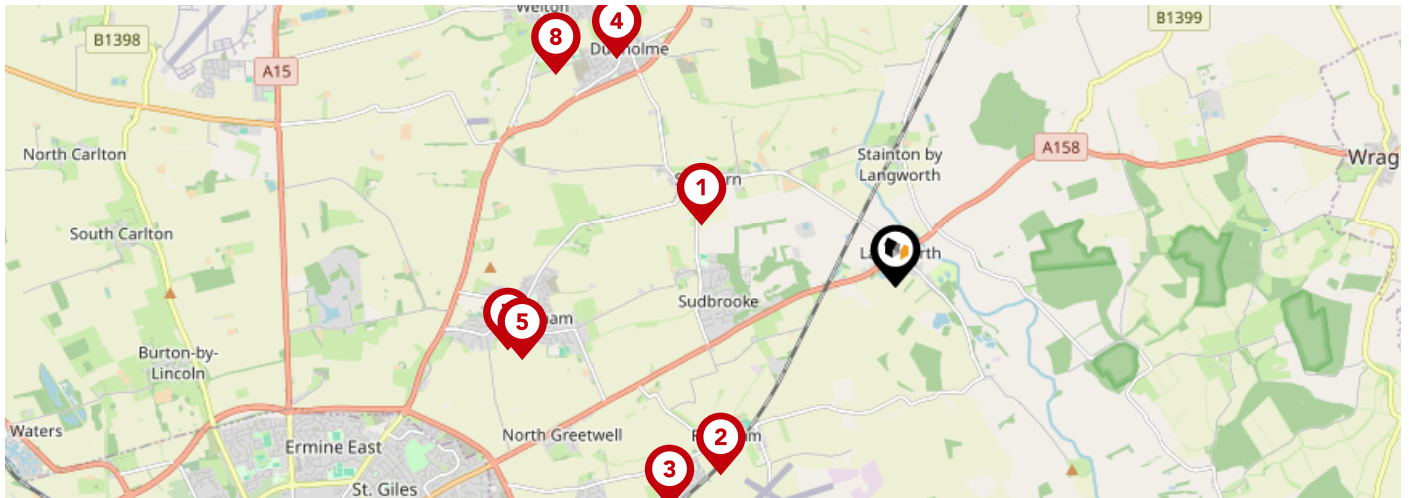 Welton
B1399
4
8
B1398
Dunholme
A15
A158
North Carlton
Stainton by
Langworth
Wrag
1
South Carlton
Sudbrooke
5
Burton-by-
Lincoln
Waters
Ermine East
North Greetwell
2
3
St. Giles